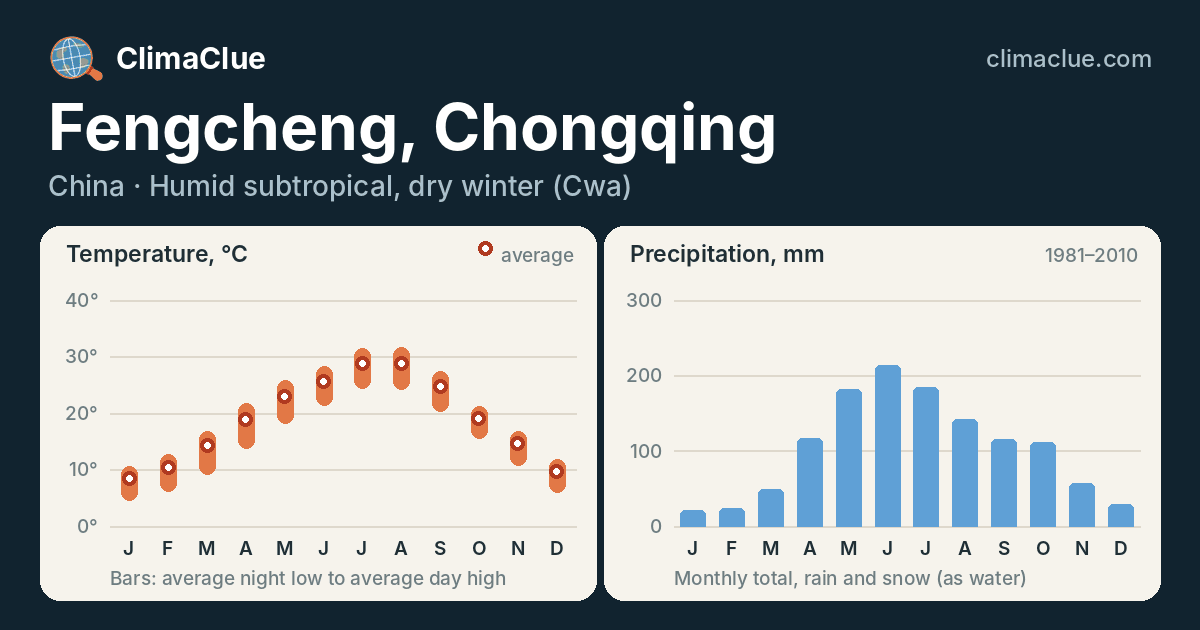 ClimaClue
climaclue.com
Fengcheng, Chongqing
China · Humid subtropical, dry winter (Cwa)
Temperature, °C
average
40°
30°
20°
10°
0°
J F M A M J J A S O N D
Bars: average night low to average day high
Precipitation, mm
1981–2010
300
200
100
0
J F M A M J J A S O N D
Monthly total, rain and snow (as water)